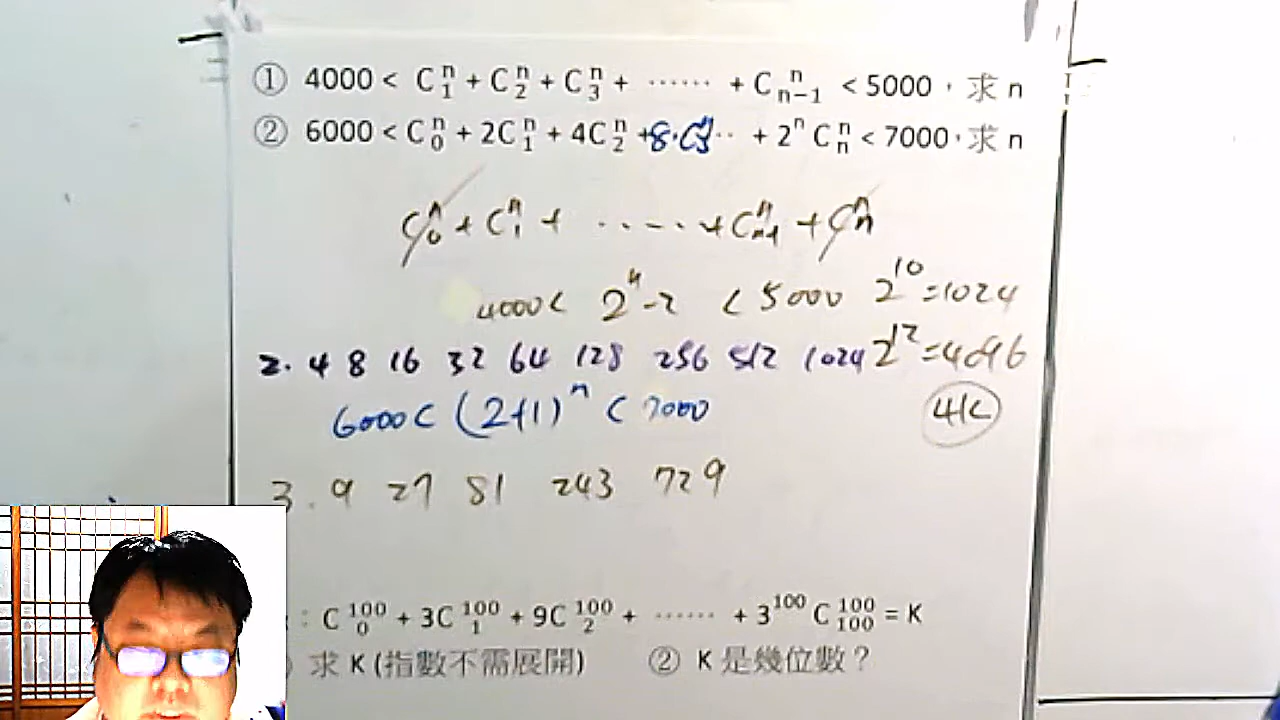 ① 4000 < C₁ⁿ + C₂ⁿ + C₃ⁿ + ⋯⋯ + Cₙ₋₁ⁿ < 5000，求 n
② 6000 < C₀ⁿ + 2C₁ⁿ + 4C₂ⁿ + 8·C₃ⁿ ⋯ + 2ⁿ Cₙⁿ < 7000，求 n
C₀ⁿ + C₁ⁿ + ⋯⋯ + Cₙ₋₁ⁿ + Cₙⁿ
4000 < 2ⁿ - 2 < 5000 2¹⁰ = 1024
2. 4 8 16 32 64 128 256 512 1024 2¹² = 4096
6000 < (2+1)ⁿ < 7000 4K
3. 9 27 81 243 729
: C₀¹⁰⁰ + 3C₁¹⁰⁰ + 9C₂¹⁰⁰ + ⋯⋯ + 3¹⁰⁰ C₁₀₀¹⁰⁰ = K
求 K (指數不需展開) ② K 是幾位數？